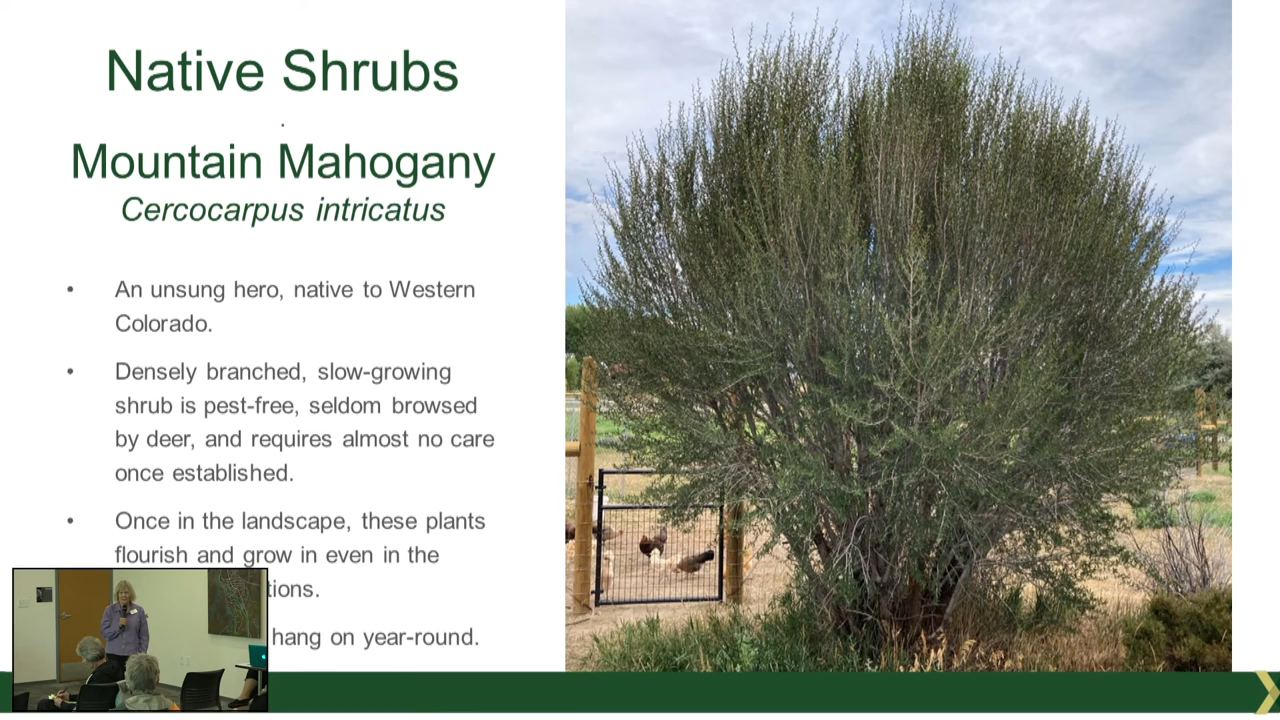 Native Shrubs
.
Mountain Mahogany
Cercocarpus intricatus
• An unsung hero, native to Western
Colorado.
• Densely branched, slow-growing
shrub is pest-free, seldom browsed
by deer, and requires almost no care
once established.
• Once in the landscape, these plants
flourish and grow in even in the
tions.
hang on year-round.